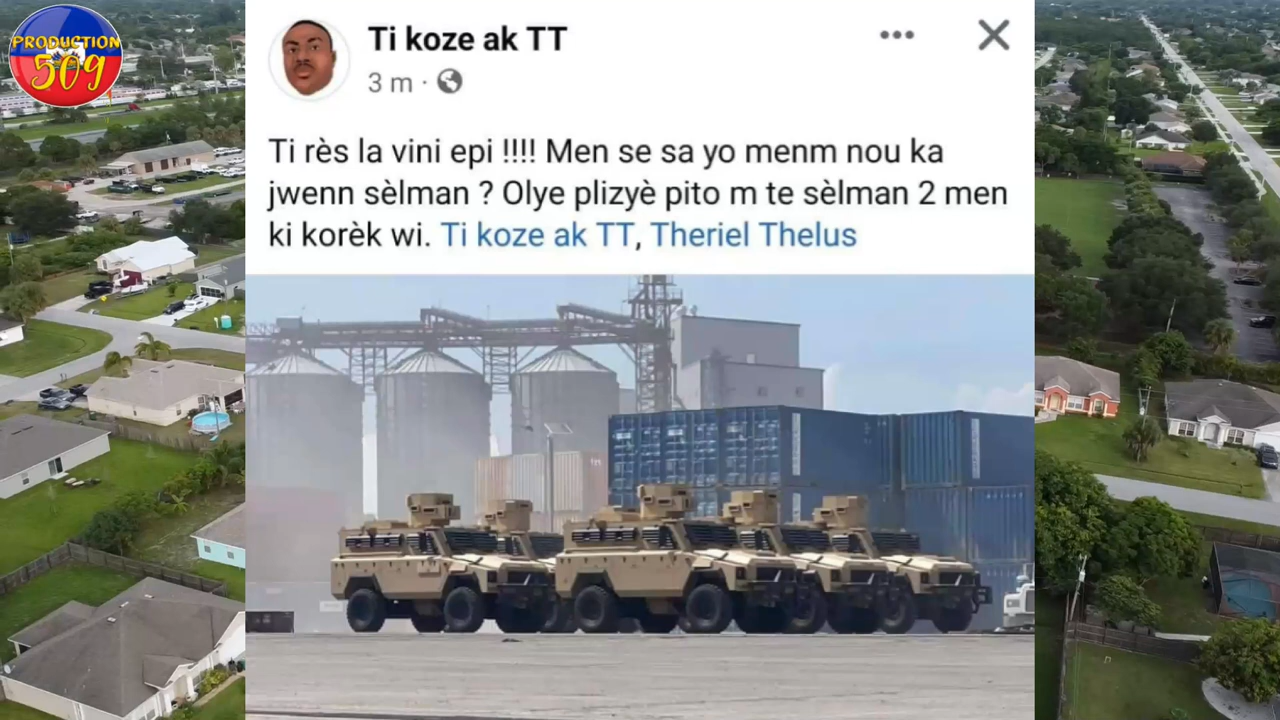 PRODUCTION
509
Ti koze ak TT
3 m ·
Ti rès la vini epi !!!! Men se sa yo menm nou ka
jwenn sèlman ? Olye plizyè pito m te sèlman 2 men
ki korèk wi. Ti koze ak TT, Theriel Thelus